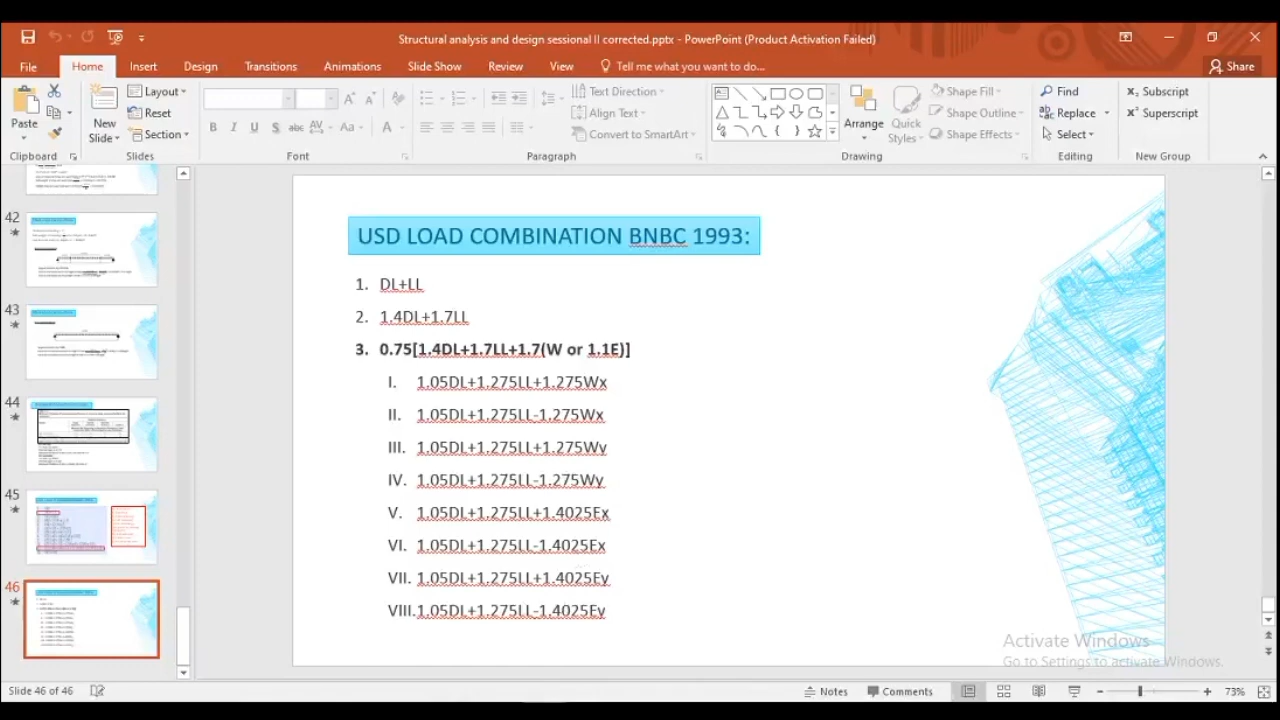 Structural analysis and design sessional II corrected.pptx - PowerPoint (Product Activation Failed)
File Home Insert Design Transitions Animations Slide Show Review View Tell me what you want to do... Share
Paste
Clipboard
New Slide
Layout
Reset
Section
Slides
B I U S abc AV Aa A
Font
Text Direction
Align Text
Convert to SmartArt
Paragraph
Arrange
Quick Styles
Shape Fill
Shape Outline
Shape Effects
Drawing
Find
Replace
Select
Editing
X₂ Subscript
X² Superscript
New Group
42
43
44
45
46
USD LOAD COMBINATION BNBC 1993:
1. DL+LL
2. 1.4DL+1.7LL
3. 0.75[1.4DL+1.7LL+1.7(W or 1.1E)]
I. 1.05DL+1.275LL+1.275Wx
II. 1.05DL+1.275LL-1.275Wx
III. 1.05DL+1.275LL+1.275Wy
IV. 1.05DL+1.275LL-1.275Wy
V. 1.05DL+1.275LL+1.4025Ex
VI. 1.05DL+1.275LL-1.4025Ex
VII. 1.05DL+1.275LL+1.4025Ey
VIII.1.05DL+1.275LL-1.4025Ey
Activate Windows
Go to Settings to activate Windows.
Slide 46 of 46 Notes Comments 73%